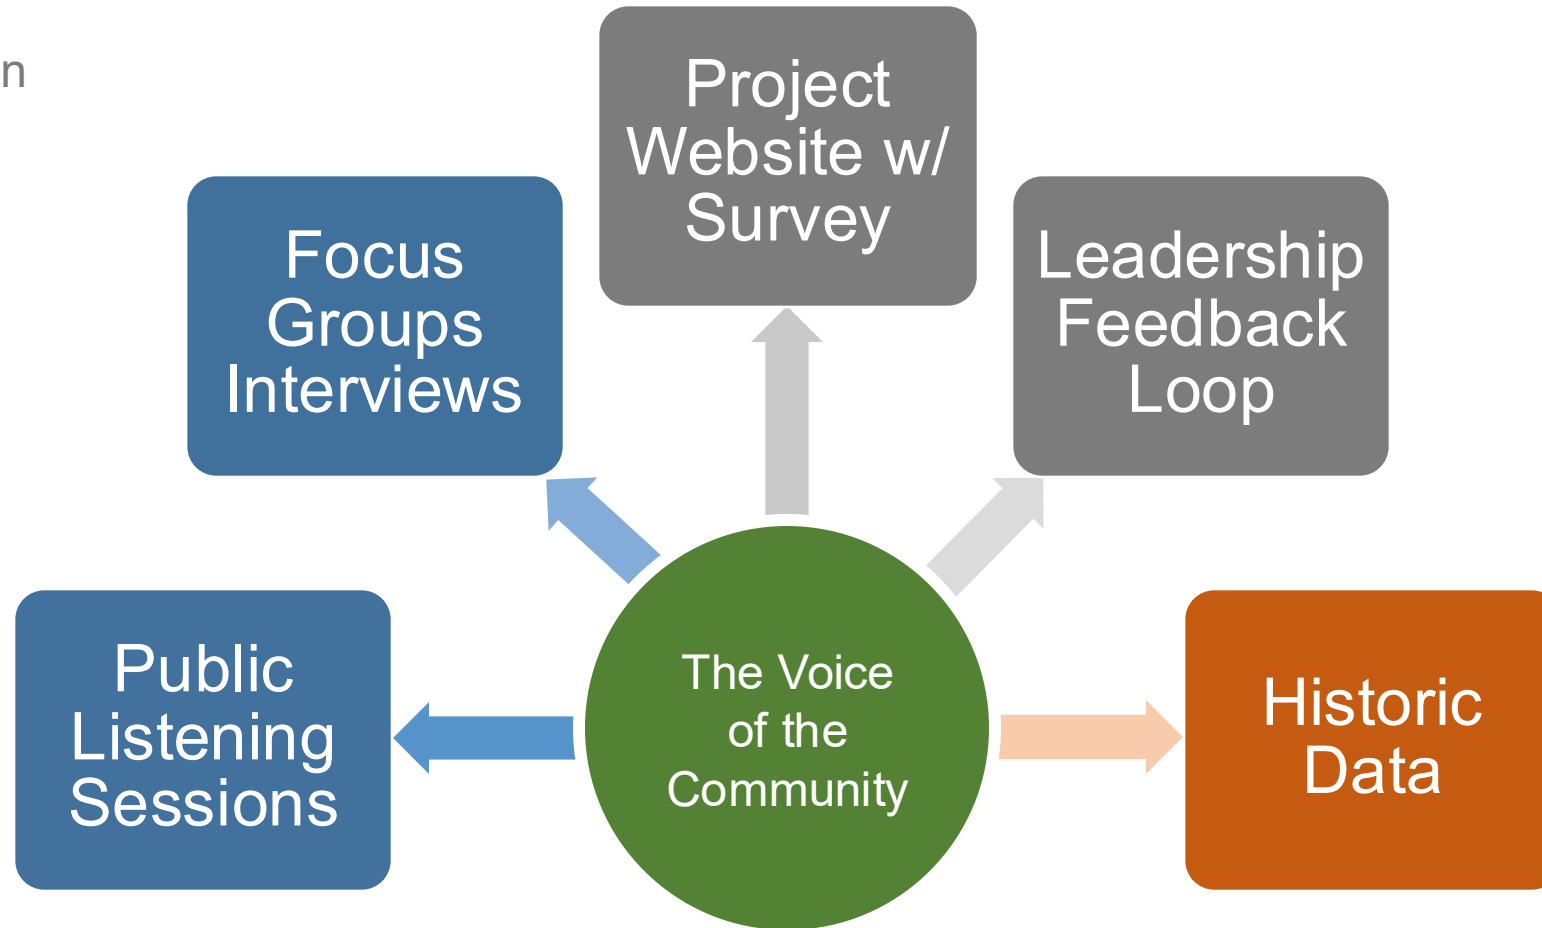 n
Project
Website w/
Survey
Focus
Groups
Interviews
Leadership
Feedback
Loop
Public
Listening
Sessions
The Voice
of the
Community
Historic
Data